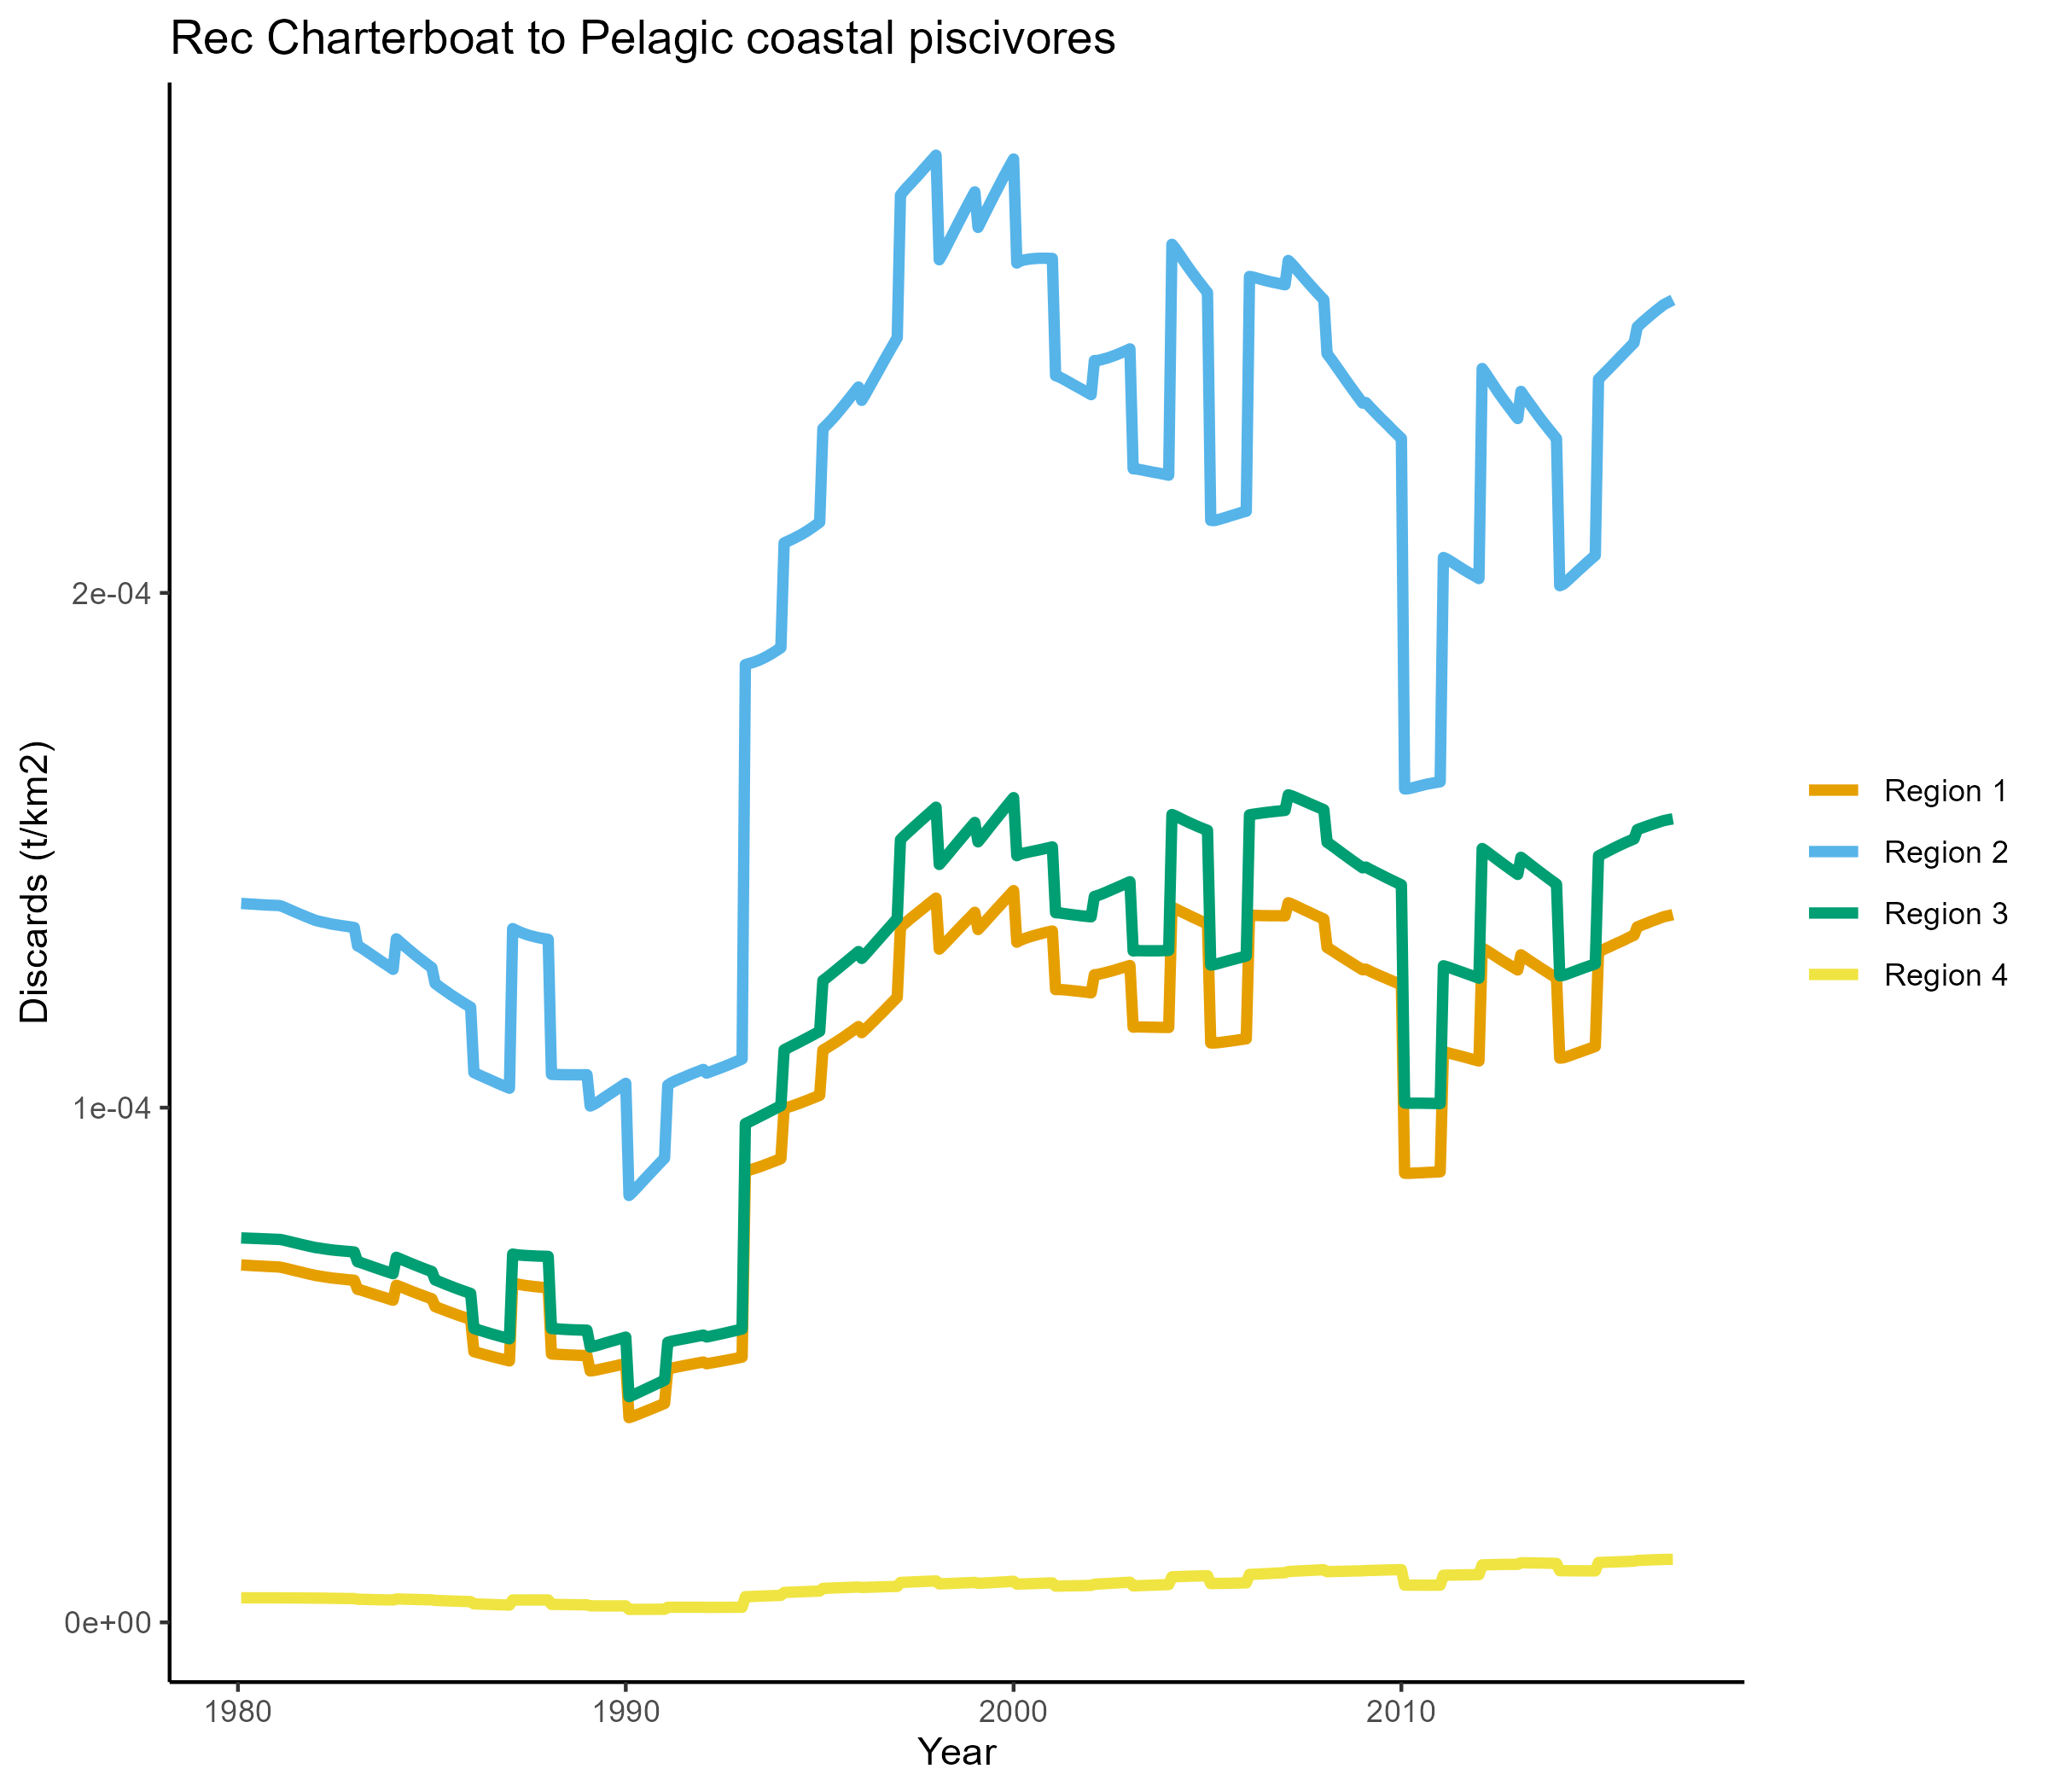 Rec Charterboat to Pelagic coastal piscivores
Discards (t/km2)
2e-04
1e-04
0e+00
1980
1990
2000
2010
Year
Region 1
Region 2
Region 3
Region 4